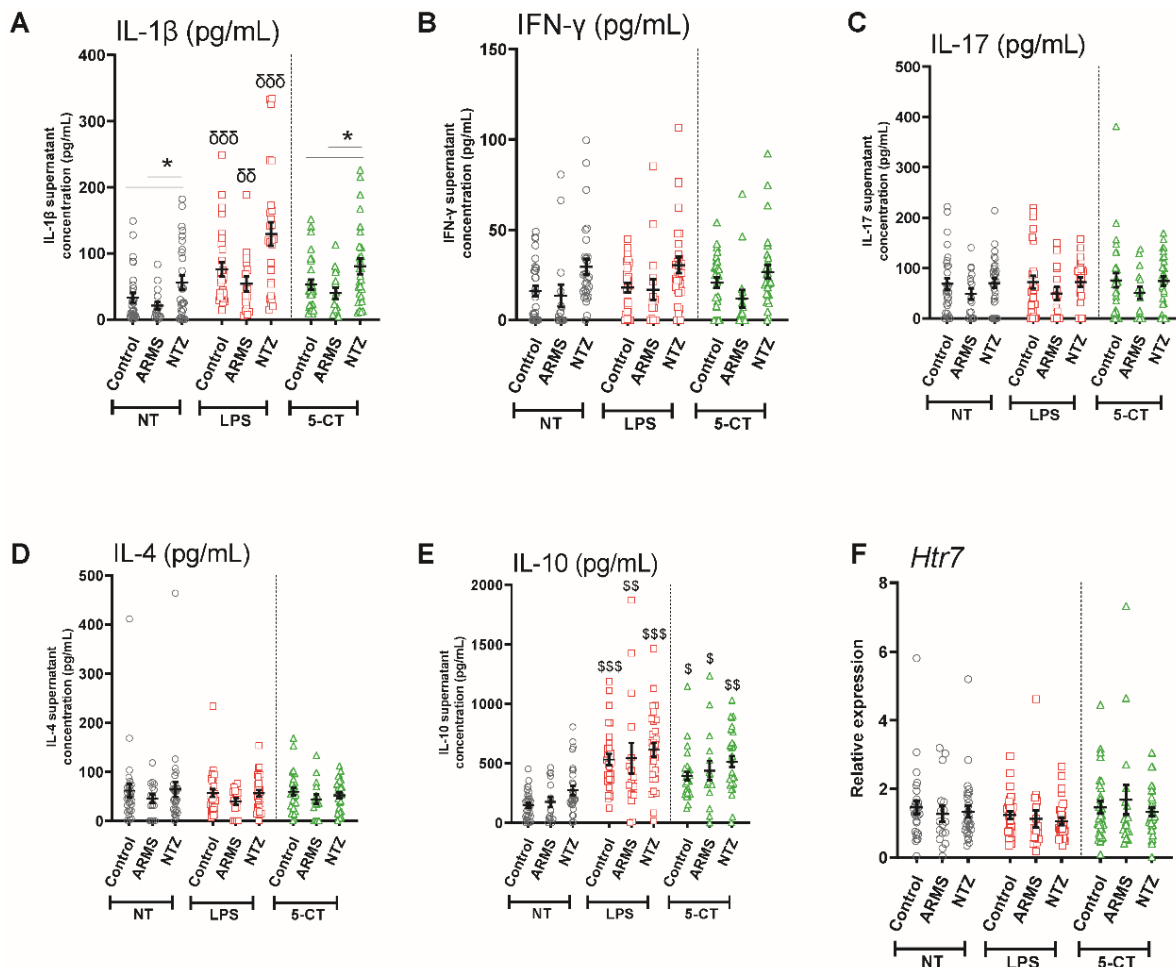 A
IL-1β (pg/mL)
IL-1β supernatant
concentration (pg/mL)
400
300
200
100
0
*
δδδ
δδ
δδδ
*
Control
ARMS
NTZ
Control
ARMS
NTZ
Control
ARMS
NTZ
NT
LPS
5-CT
B
IFN-γ (pg/mL)
IFN-γ supernatant
concentration (pg/mL)
150
100
50
0
Control
ARMS
NTZ
Control
ARMS
NTZ
Control
ARMS
NTZ
NT
LPS
5-CT
C
IL-17 (pg/mL)
IL-17 supernatant
concentration (pg/mL)
500
400
300
200
100
0
Control
ARMS
NTZ
Control
ARMS
NTZ
Control
ARMS
NTZ
NT
LPS
5-CT
D
IL-4 (pg/mL)
IL-4 supernatant
concentration (pg/mL)
500
400
300
200
100
0
Control
ARMS
NTZ
Control
ARMS
NTZ
Control
ARMS
NTZ
NT
LPS
5-CT
E
IL-10 (pg/mL)
IL-10 supernatant
concentration (pg/mL)
2000
1500
1000
500
0
$$$
$$
$$$
$
$
$$
Control
ARMS
NTZ
Control
ARMS
NTZ
Control
ARMS
NTZ
NT
LPS
5-CT
F
Htr7
Relative expression
8
6
4
2
0
Control
ARMS
NTZ
Control
ARMS
NTZ
Control
ARMS
NTZ
NT
LPS
5-CT